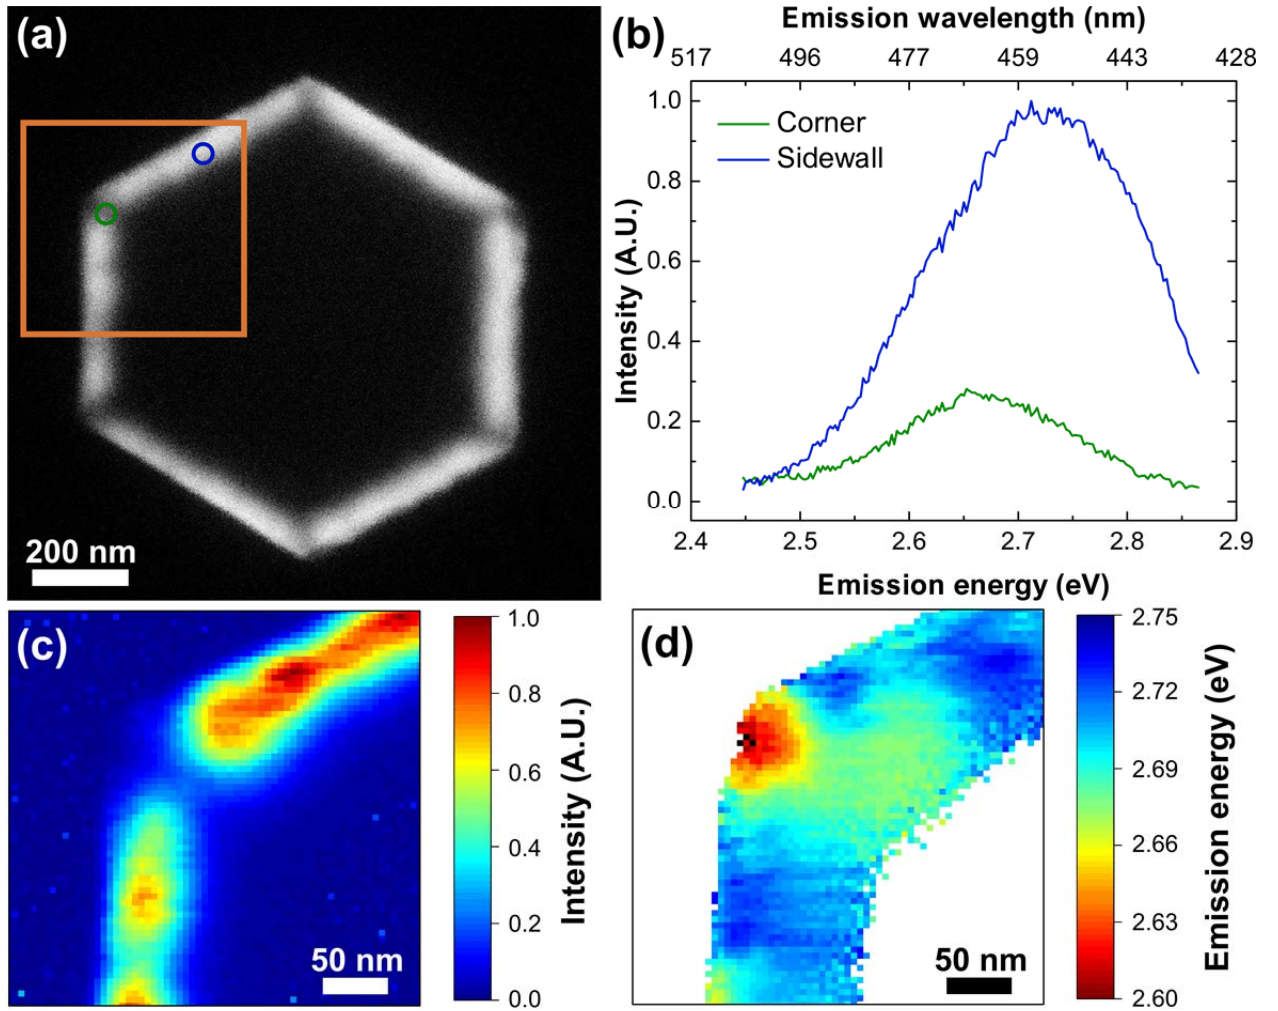 (a)
200 nm
(b)
Emission wavelength (nm)
517 496 477 459 443 428
Intensity (A.U.)
1.0
0.8
0.6
0.4
0.2
0.0
Corner
Sidewall
2.4 2.5 2.6 2.7 2.8 2.9
Emission energy (eV)
(c)
50 nm
1.0
0.8
0.6
0.4
0.2
0.0
Intensity (A.U.)
(d)
50 nm
2.75
2.72
2.69
2.66
2.63
2.60
Emission energy (eV)